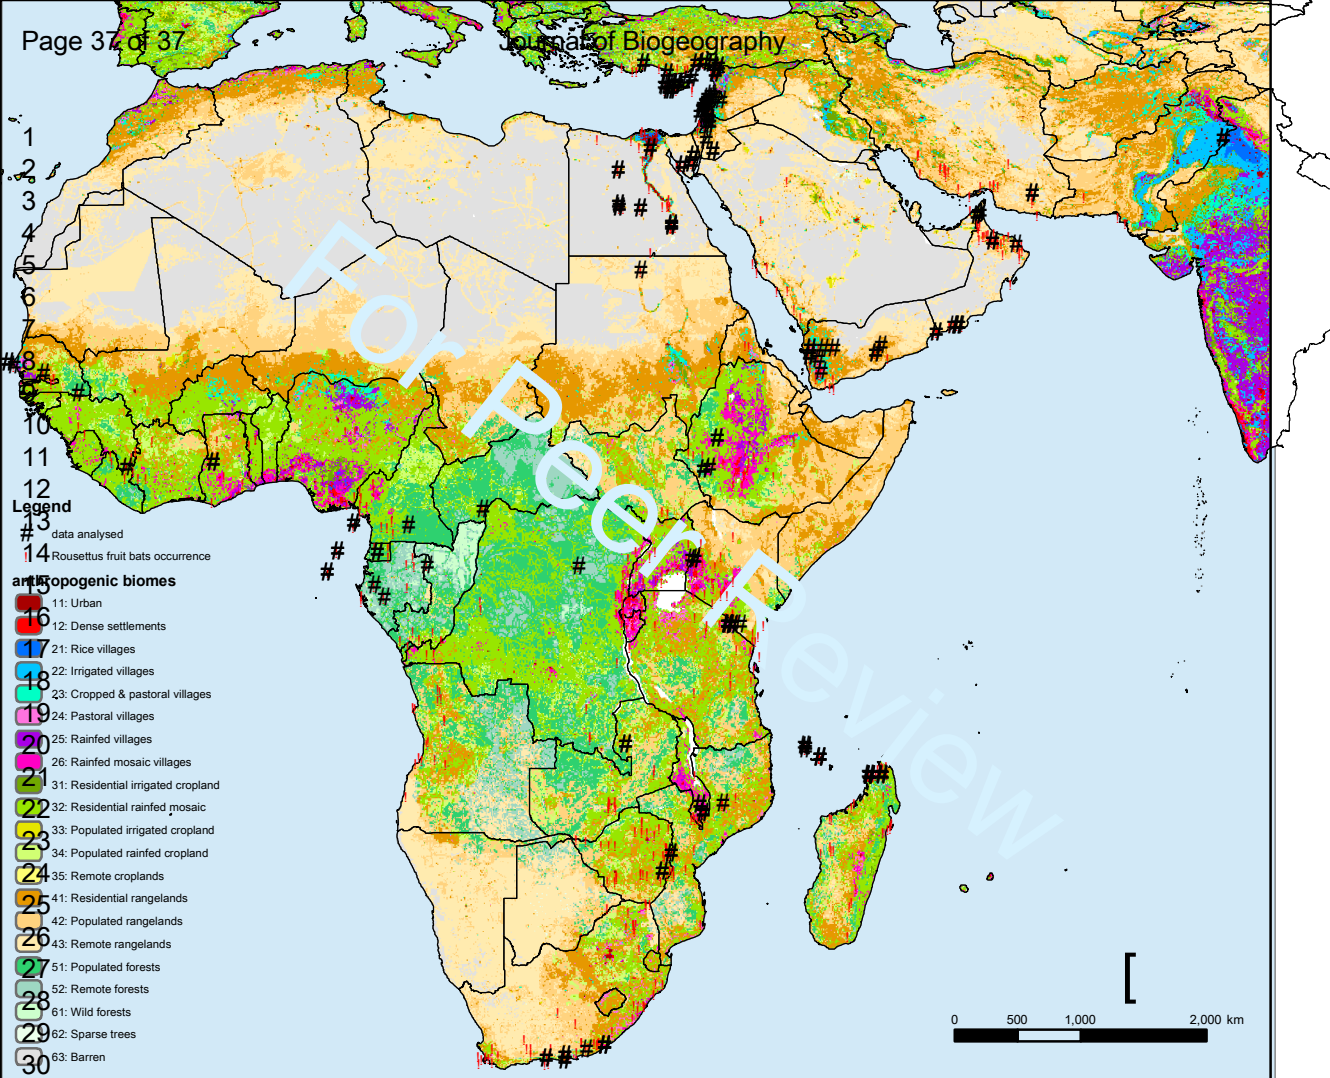 Page 37 of 37
Journal of Biogeography
For Peer Review
1
2
3
4
5
6
7
8
9
10
11
12
Legend
13
# data analysed
14
! Rousettus fruit bats occurrence
anthropogenic biomes
15
11: Urban
16
12: Dense settlements
17
21: Rice villages
22: Irrigated villages
18
23: Cropped & pastoral villages
19
24: Pastoral villages
20
25: Rainfed villages
26: Rainfed mosaic villages
21
31: Residential irrigated cropland
22
32: Residential rainfed mosaic
23
33: Populated irrigated cropland
34: Populated rainfed cropland
24
35: Remote croplands
25
41: Residential rangelands
42: Populated rangelands
26
43: Remote rangelands
27
51: Populated forests
28
52: Remote forests
61: Wild forests
29
62: Sparse trees
30
63: Barren
[
0 500 1,000 2,000 km